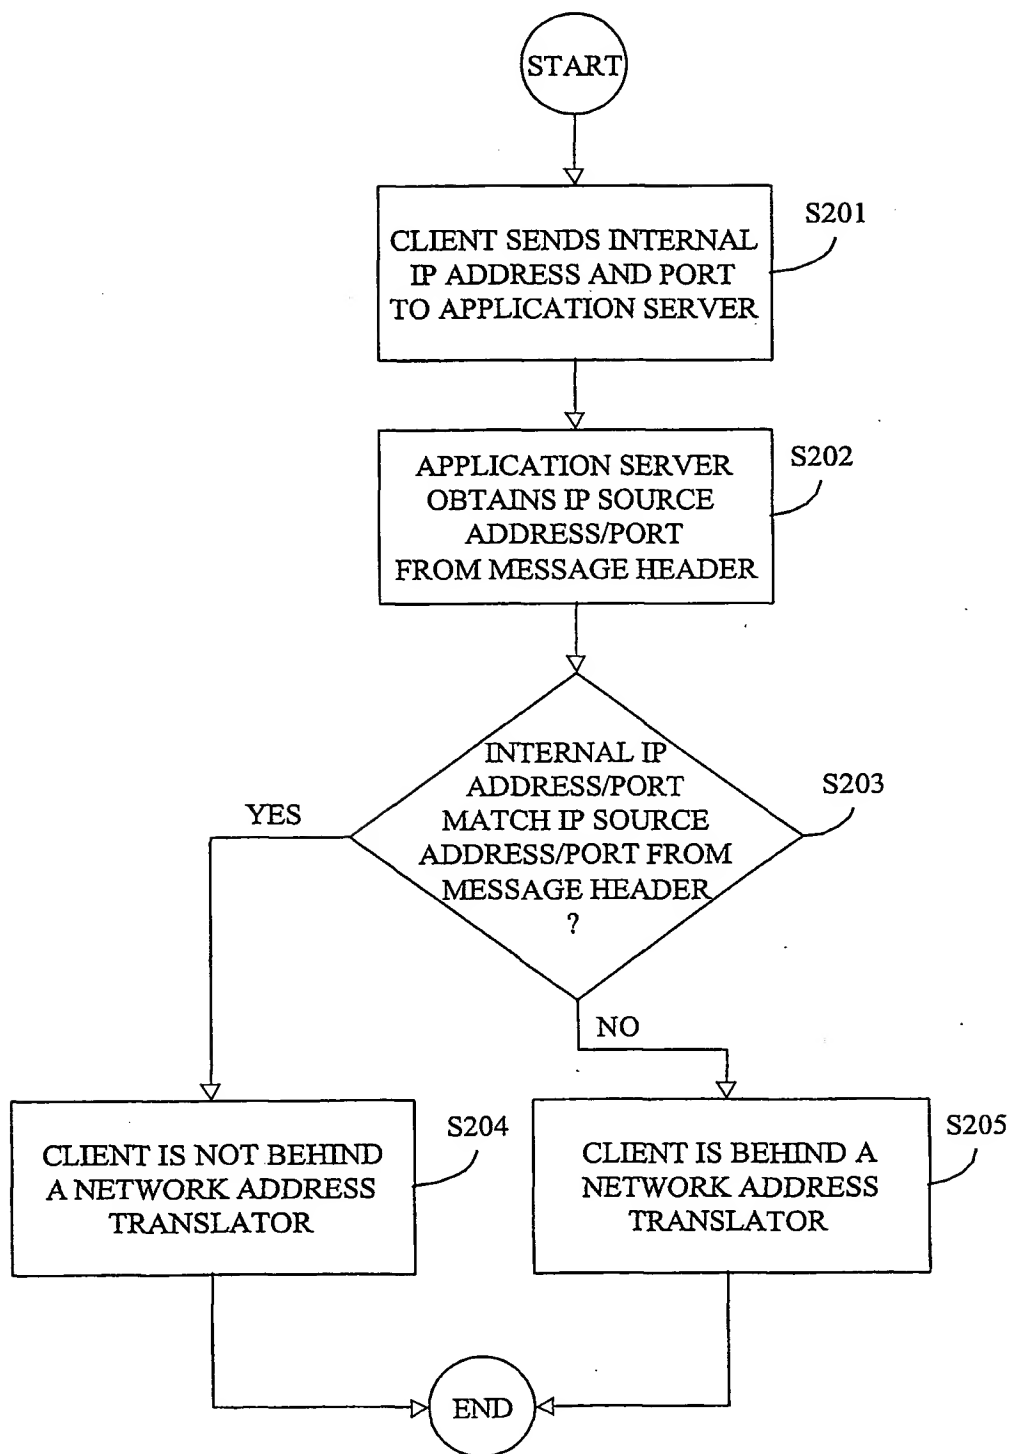 START
S201
CLIENT SENDS INTERNAL
IP ADDRESS AND PORT
TO APPLICATION SERVER
S202
APPLICATION SERVER
OBTAINS IP SOURCE
ADDRESS/PORT
FROM MESSAGE HEADER
S203
INTERNAL IP
ADDRESS/PORT
MATCH IP SOURCE
ADDRESS/PORT FROM
MESSAGE HEADER
?
YES
NO
S204
CLIENT IS NOT BEHIND
A NETWORK ADDRESS
TRANSLATOR
S205
CLIENT IS BEHIND A
NETWORK ADDRESS
TRANSLATOR
END